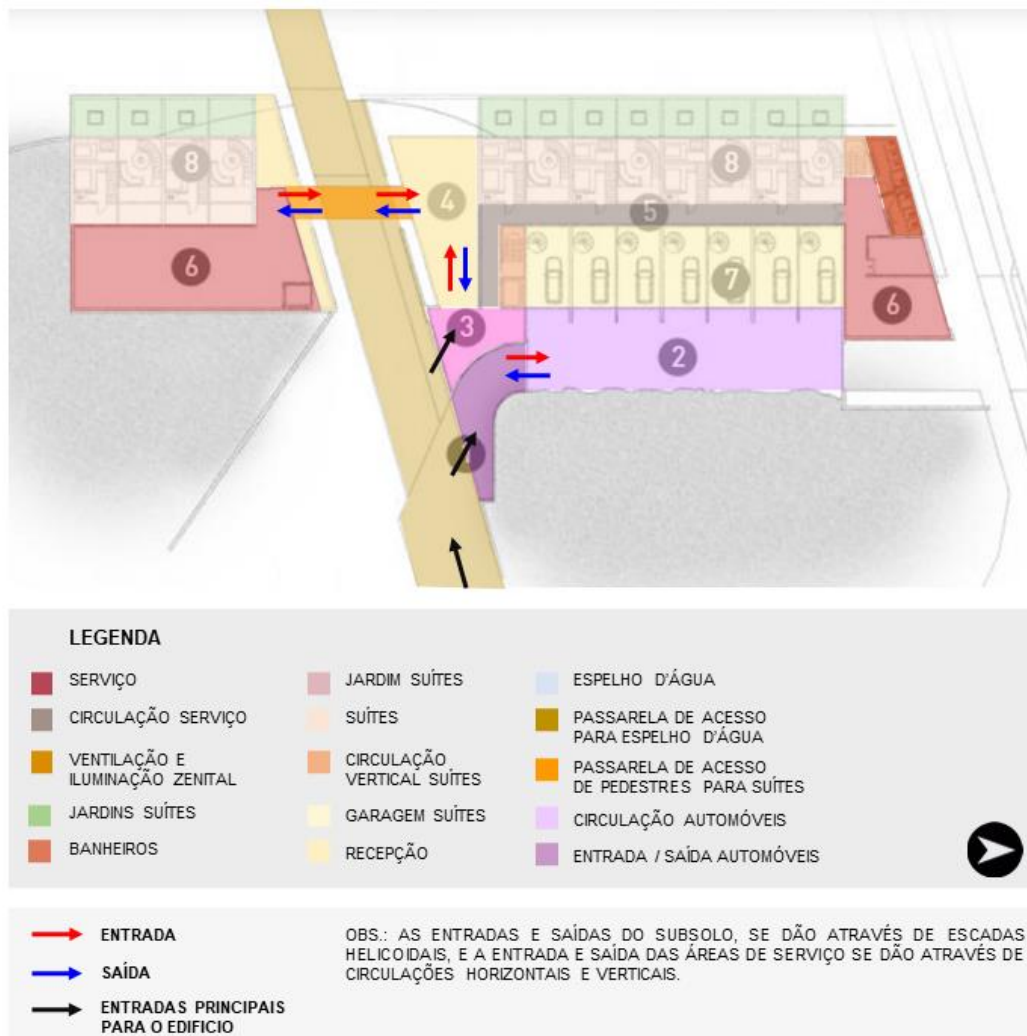 8
8
4
5
6
7
6
3
2
1
LEGENDA
SERVIÇO
CIRCULAÇÃO SERVIÇO
VENTILAÇÃO E
ILUMINAÇÃO ZENITAL
JARDINS SUÍTES
BANHEIROS
JARDIM SUÍTES
SUÍTES
CIRCULAÇÃO
VERTICAL SUÍTES
GARAGEM SUÍTES
RECEPÇÃO
ESPELHO D'ÁGUA
PASSARELA DE ACESSO
PARA ESPELHO D'ÁGUA
PASSARELA DE ACESSO
DE PEDESTRES PARA SUÍTES
CIRCULAÇÃO AUTOMÓVEIS
ENTRADA / SAÍDA AUTOMÓVEIS
ENTRADA
SAÍDA
ENTRADAS PRINCIPAIS
PARA O EDIFICIO
OBS.: AS ENTRADAS E SAÍDAS DO SUBSOLO, SE DÃO ATRAVÉS DE ESCADAS
HELICOIDAIS, E A ENTRADA E SAÍDA DAS ÁREAS DE SERVIÇO SE DÃO ATRAVÉS DE
CIRCULAÇÕES HORIZONTAIS E VERTICAIS.